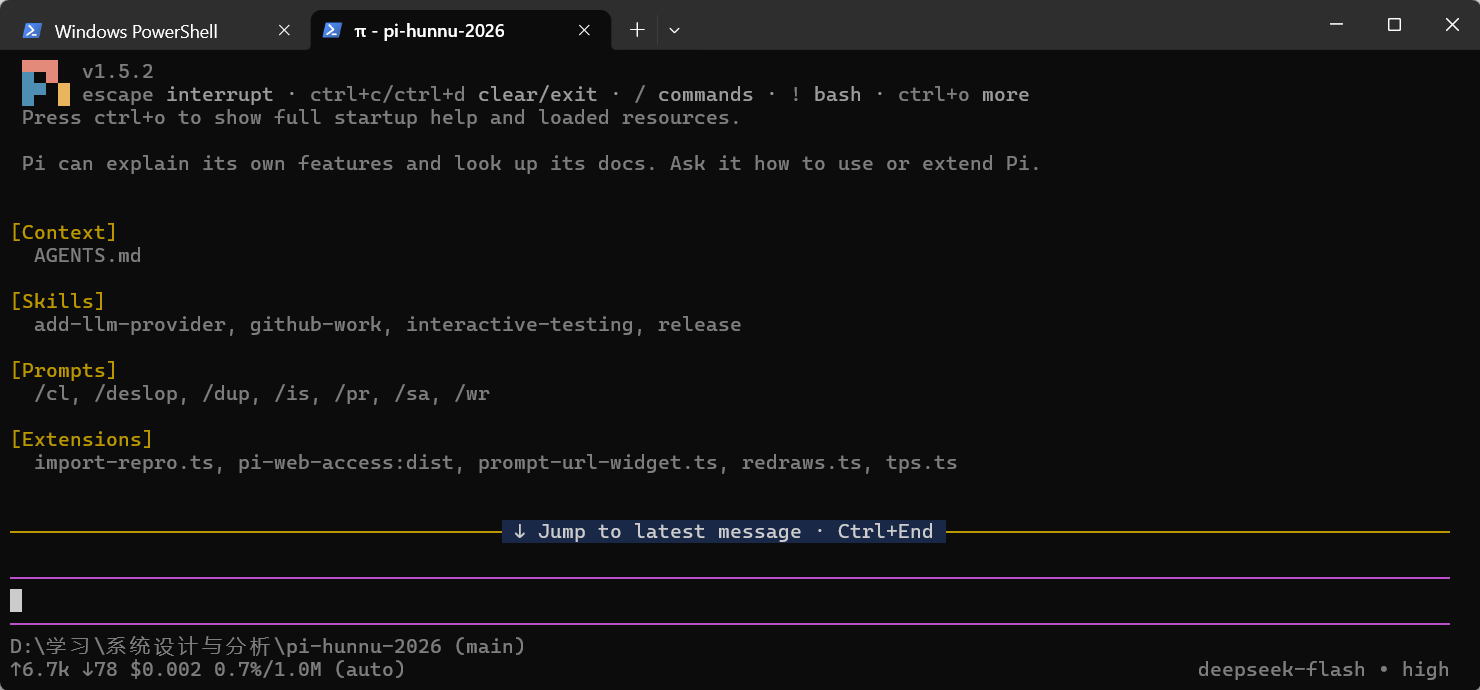 Windows PowerShell
π - pi-hunnu-2026
v1.5.2
escape interrupt · ctrl+c/ctrl+d clear/exit · / commands · ! bash · ctrl+o more
Press ctrl+o to show full startup help and loaded resources.
Pi can explain its own features and look up its docs. Ask it how to use or extend Pi.
[Context]
AGENTS.md
[Skills]
add-llm-provider, github-work, interactive-testing, release
[Prompts]
/cl, /deslop, /dup, /is, /pr, /sa, /wr
[Extensions]
import-repro.ts, pi-web-access:dist, prompt-url-widget.ts, redraws.ts, tps.ts
↓ Jump to latest message · Ctrl+End
D:\学习\系统设计与分析\pi-hunnu-2026 (main)
↑6.7k ↓78 $0.002 0.7%/1.0M (auto) deepseek-flash • high